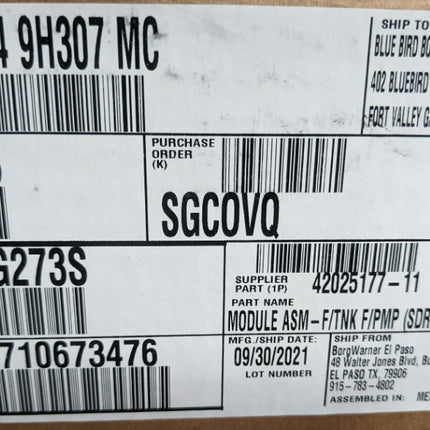 9H307 MC
SHIP TO
BLUE BIRD
402 BLUEBIRD
FORT VALLEY
PURCHASE
ORDER
(K)
SGCOVQ
G273S
SUPPLIER
PART (1P)
42025177-11
PART NAME
MODULE ASM-F/TNK F/PMP (SDR
710673476
MFG./SHIP DATE:
09/30/2021
LOT NUMBER
SHIP FROM
BorgWarner El Paso
48 Walter Jones Blvd, Bu
EL PASO TX, 79906
915-783-4802
ASSEMBLED IN: